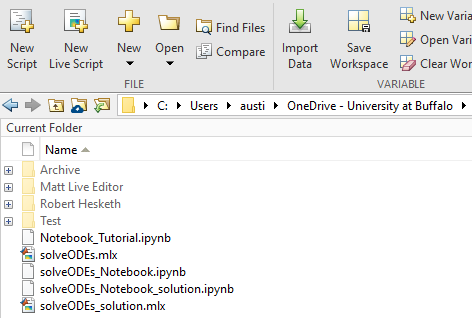 New Script
New Live Script
New
Open
Find Files
Compare
Import Data
Save Workspace
New Varia
Open Vari
Clear Wor
FILE
VARIABLE
C: Users austi OneDrive - University at Buffalo
Current Folder
Name
Archive
Matt Live Editor
Robert Hesketh
Test
Notebook_Tutorial.ipynb
solveODEs.mlx
solveODEs_Notebook.ipynb
solveODEs_Notebook_solution.ipynb
solveODEs_solution.mlx